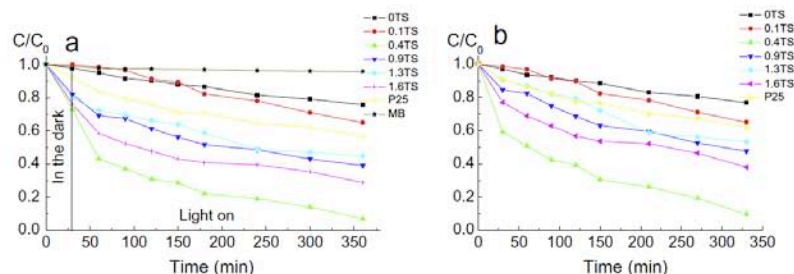 C/C0
a
1.0
0.8
0.6
0.4
0.2
0.0
In the dark
Light on
0 50 100 150 200 250 300 350
Time (min)
0TS
0.1TS
0.4TS
0.9TS
1.3TS
1.6TS
P25
MB
C/C0
b
1.0
0.8
0.6
0.4
0.2
0.0
0 50 100 150 200 250 300 350
Time (min)
0TS
0.1TS
0.4TS
0.9TS
1.3TS
1.6TS
P25